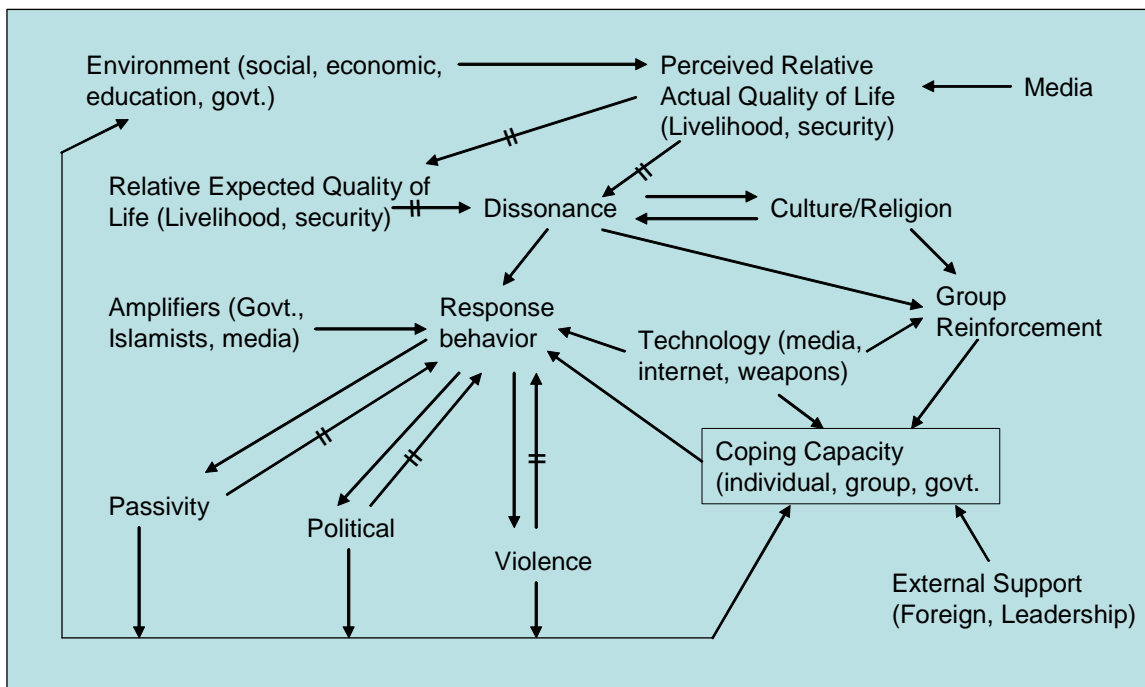 Environment (social, economic,
education, govt.)
Perceived Relative
Actual Quality of Life
(Livelihood, security)
Media
Relative Expected Quality of
Life (Livelihood, security)
Dissonance
Culture/Religion
Amplifiers (Govt.,
Islamists, media)
Response
behavior
Technology (media,
internet, weapons)
Group
Reinforcement
Coping Capacity
(individual, group, govt.
Passivity
Political
Violence
External Support
(Foreign, Leadership)